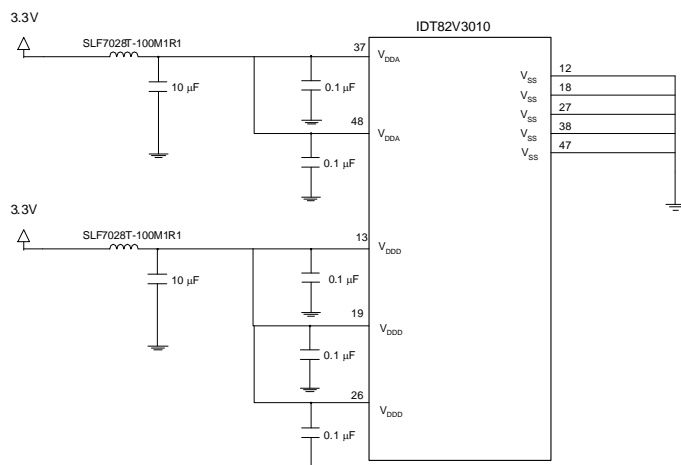 IDT82V3010
3.3V
SLF7028T-100M1R1
10 μF
37
VDDA
0.1 μF
48
VDDA
0.1 μF
12
VSS
18
VSS
27
VSS
38
VSS
47
VSS
3.3V
SLF7028T-100M1R1
10 μF
13
VDDD
0.1 μF
19
VDDD
0.1 μF
26
VDDD
0.1 μF